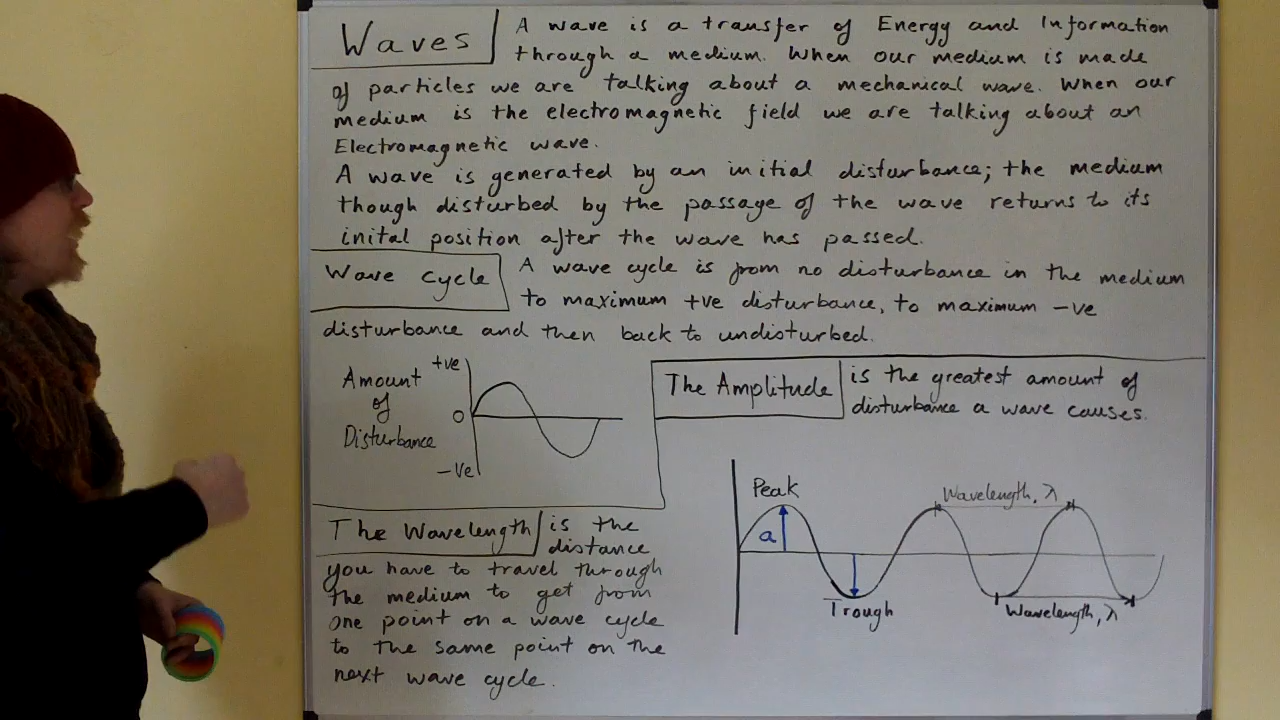 Waves
A wave is a transfer of Energy and Information
through a medium. When our medium is made
of particles we are talking about a mechanical wave. When our
medium is the electromagnetic field we are talking about an
Electromagnetic wave.
A wave is generated by an initial disturbance; the medium
though disturbed by the passage of the wave returns to its
inital position after the wave has passed.
Wave cycle
A wave cycle is from no disturbance in the medium
to maximum +ve disturbance, to maximum -ve
disturbance and then back to undisturbed.
+ve
Amount
of
Disturbance
0
-ve
The Amplitude
is the greatest amount of
disturbance a wave causes.
Peak
a
Trough
Wavelength, λ
Wavelength, λ
The Wavelength
is the
distance
you have to travel through
the medium to get from
one point on a wave cycle
to the same point on the
next wave cycle.